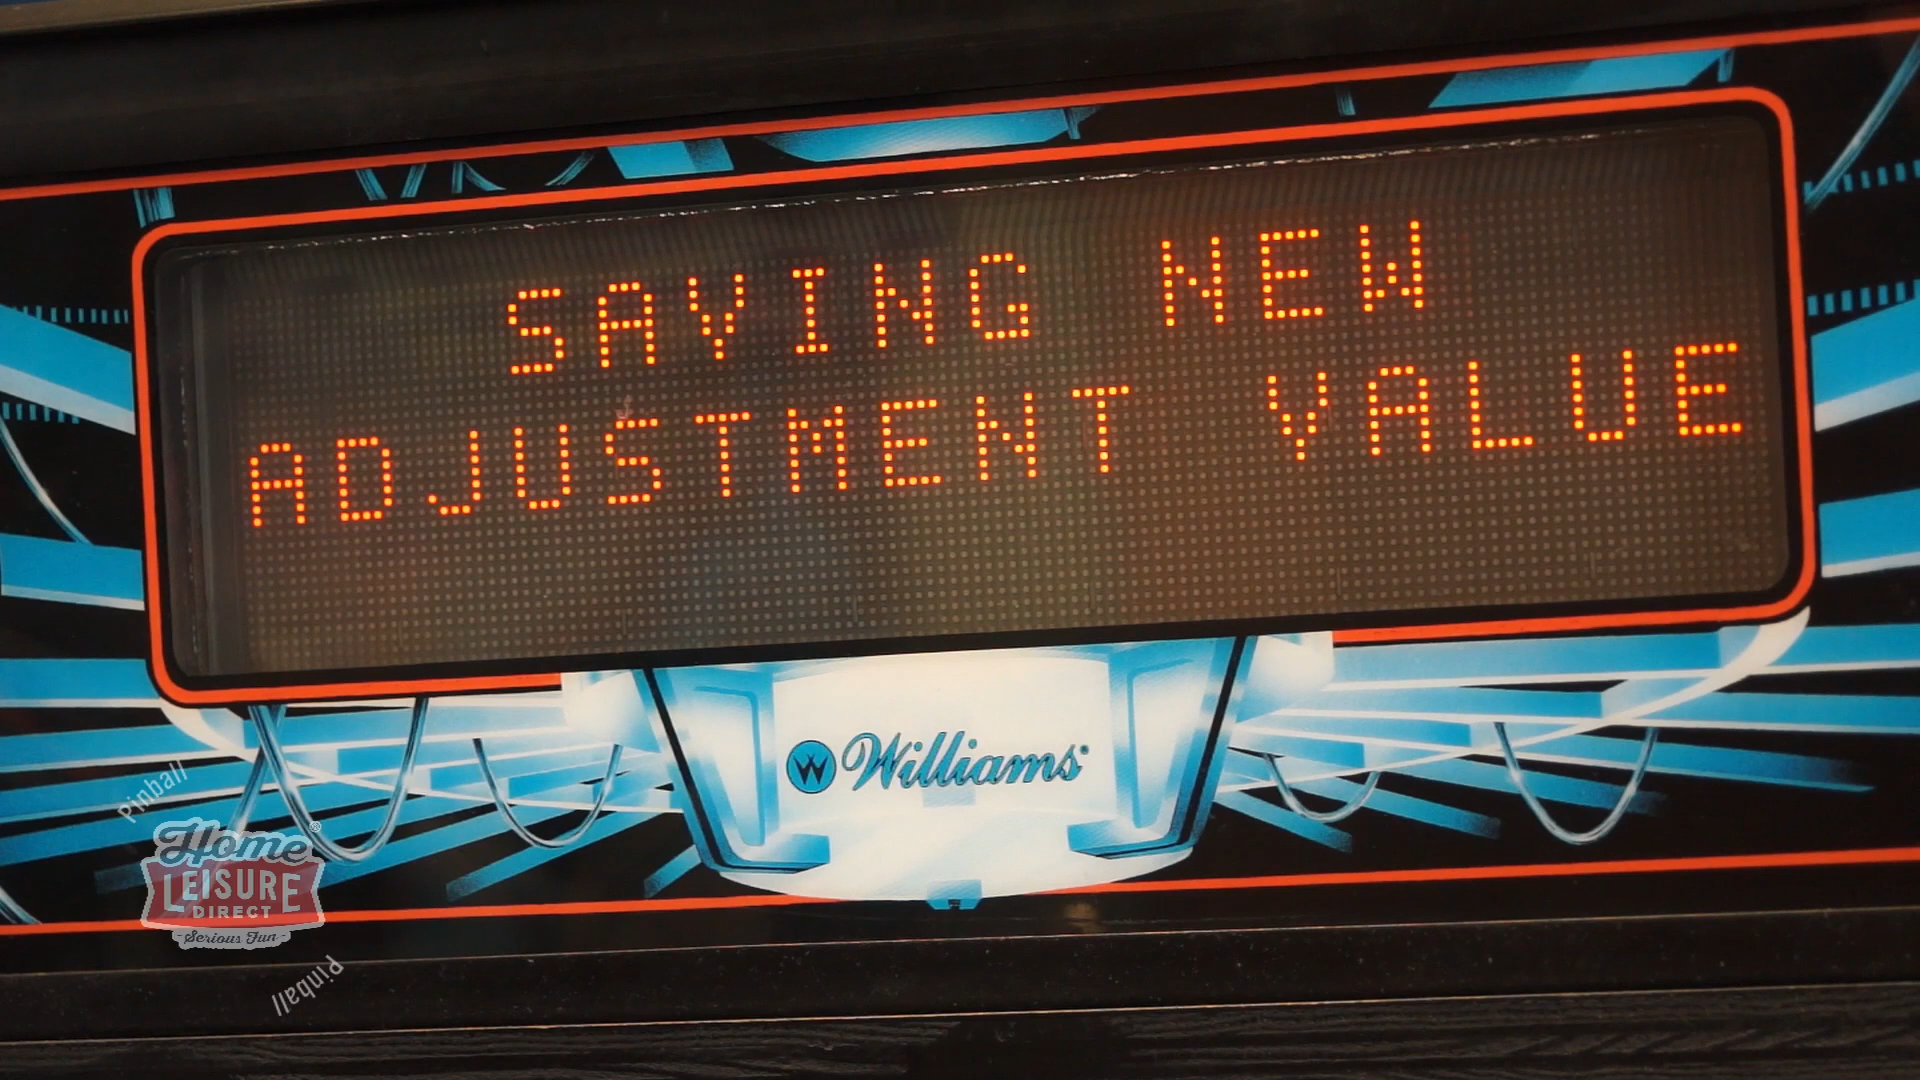 SAVING NEW
ADJUSTMENT VALUE
W Williams®
Pinball
Home®
LEISURE
DIRECT
-Serious Fun-
Pinball